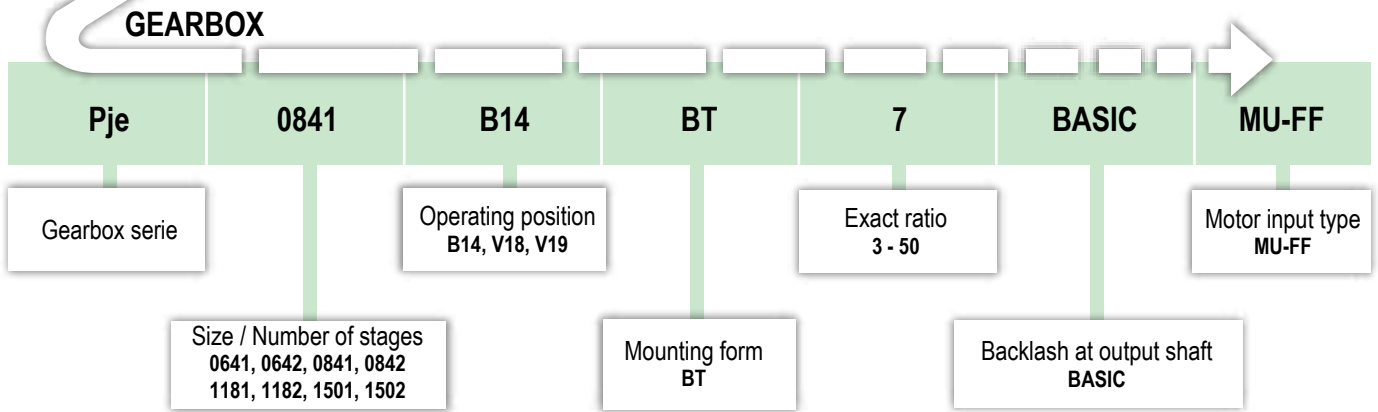 GEARBOX
Pje 0841 B14 BT 7 BASIC MU-FF
Gearbox serie
Operating position
B14, V18, V19
Exact ratio
3 - 50
Motor input type
MU-FF
Size / Number of stages
0641, 0642, 0841, 0842
1181, 1182, 1501, 1502
Mounting form
BT
Backlash at output shaft
BASIC